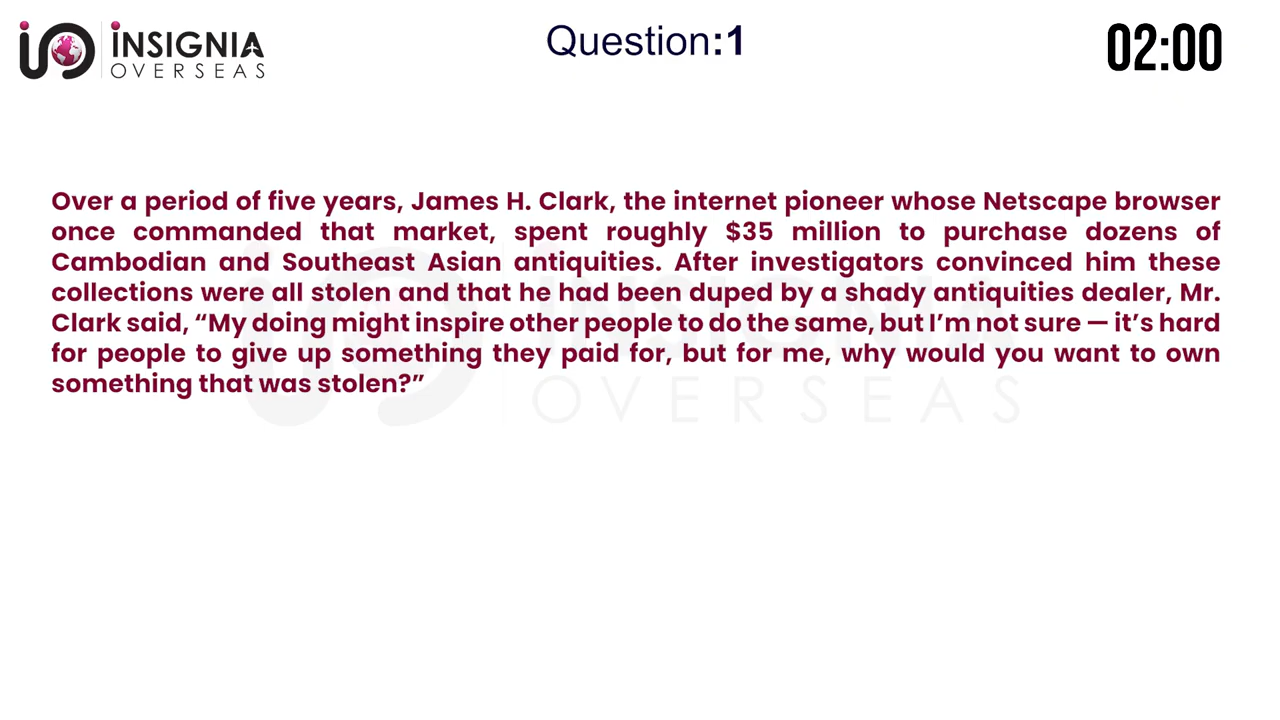 INSIGNIA
OVERSEAS
Question:1
02:00
Over a period of five years, James H. Clark, the internet pioneer whose Netscape browser
once commanded that market, spent roughly $35 million to purchase dozens of
Cambodian and Southeast Asian antiquities. After investigators convinced him these
collections were all stolen and that he had been duped by a shady antiquities dealer, Mr.
Clark said, “My doing might inspire other people to do the same, but I’m not sure — it’s hard
for people to give up something they paid for, but for me, why would you want to own
something that was stolen?”
INSIGNIA
OVERSEAS